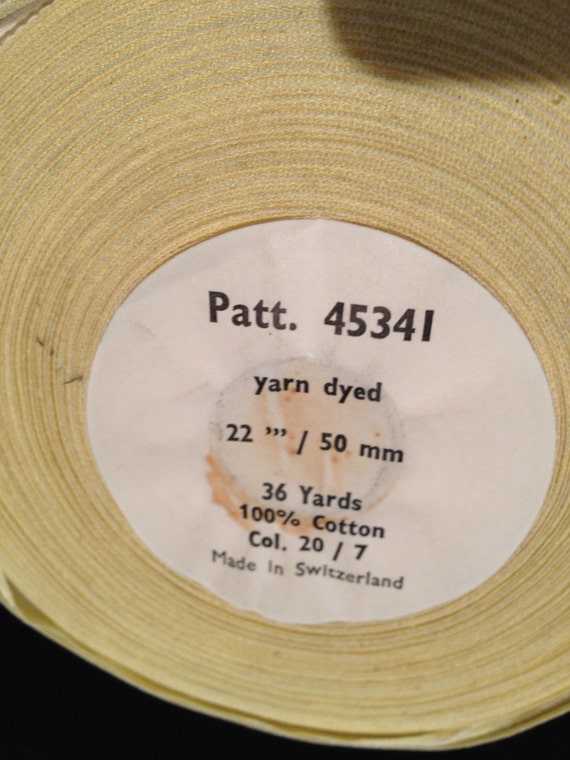 Patt. 45341
yarn dyed
22 ''' / 50 mm
36 Yards
100% Cotton
Col. 20 / 7
Made in Switzerland